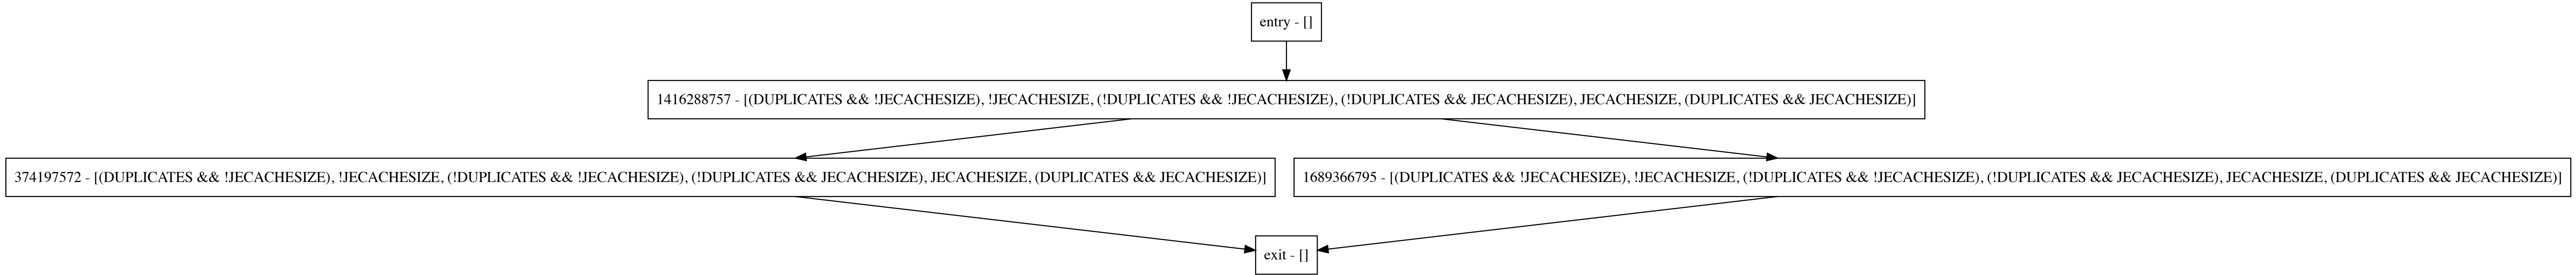 entry - []
1416288757 - [(DUPLICATES && !JECACHESIZE), !JECACHESIZE, (!DUPLICATES && !JECACHESIZE), (!DUPLICATES && JECACHESIZE), JECACHESIZE, (DUPLICATES && JECACHESIZE)]
374197572 - [(DUPLICATES && !JECACHESIZE), !JECACHESIZE, (!DUPLICATES && !JECACHESIZE), (!DUPLICATES && JECACHESIZE), JECACHESIZE, (DUPLICATES && JECACHESIZE)]
1689366795 - [(DUPLICATES && !JECACHESIZE), !JECACHESIZE, (!DUPLICATES && !JECACHESIZE), (!DUPLICATES && JECACHESIZE), JECACHESIZE, (DUPLICATES && JECACHESIZE)]
exit - []